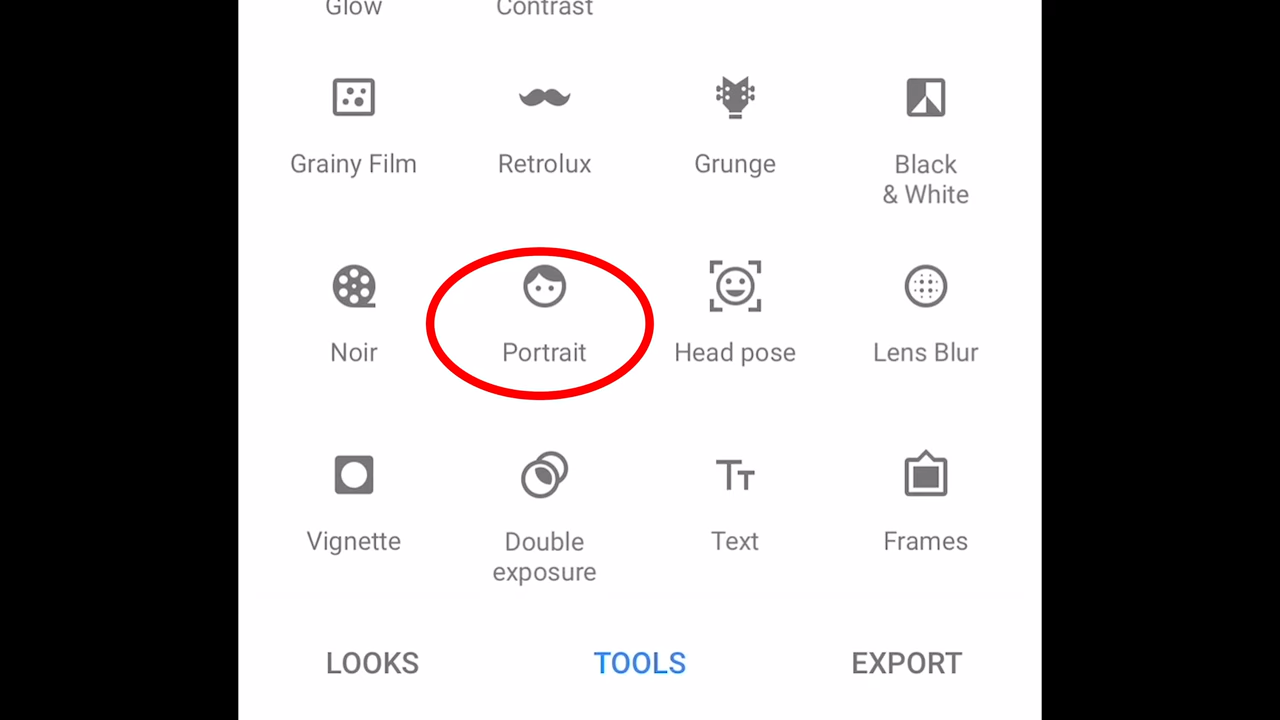 Glow
Contrast
Grainy Film
Retrolux
Grunge
Black
& White
Noir
Portrait
Head pose
Lens Blur
Vignette
Double
exposure
Text
Frames
LOOKS
TOOLS
EXPORT